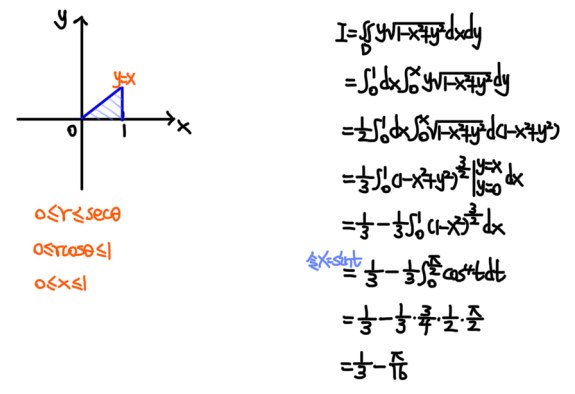 y
y=x
0
1
x
0≤r≤secθ
0≤rcosθ≤1
0≤x≤1
I=∬_D y√(1-x²+y²)dxdy
=∫₀¹dx∫₀ˣy√(1-x²+y²)dy
=½∫₀¹dx∫₀ˣ√(1-x²+y²)d(1-x²+y²)
=⅓∫₀¹(1-x²+y²)^(3/2)|_(y=0)^(y=x)dx
=⅓-⅓∫₀¹(1-x²)^(3/2)dx
令x=sint =⅓-⅓∫₀^(π/2)cos⁴tdt
=⅓-⅓·¾·½·π/2
=⅓-π/16